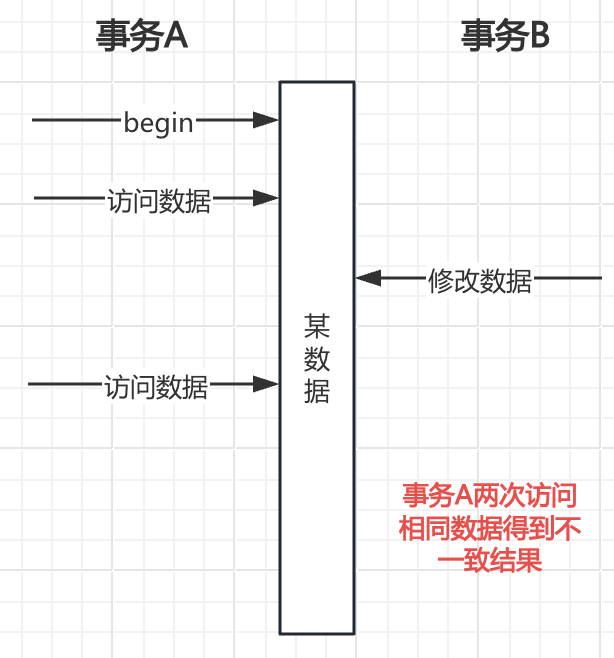 事务A
事务B
begin
访问数据
修改数据
某
数
据
访问数据
事务A两次访问
相同数据得到不
一致结果